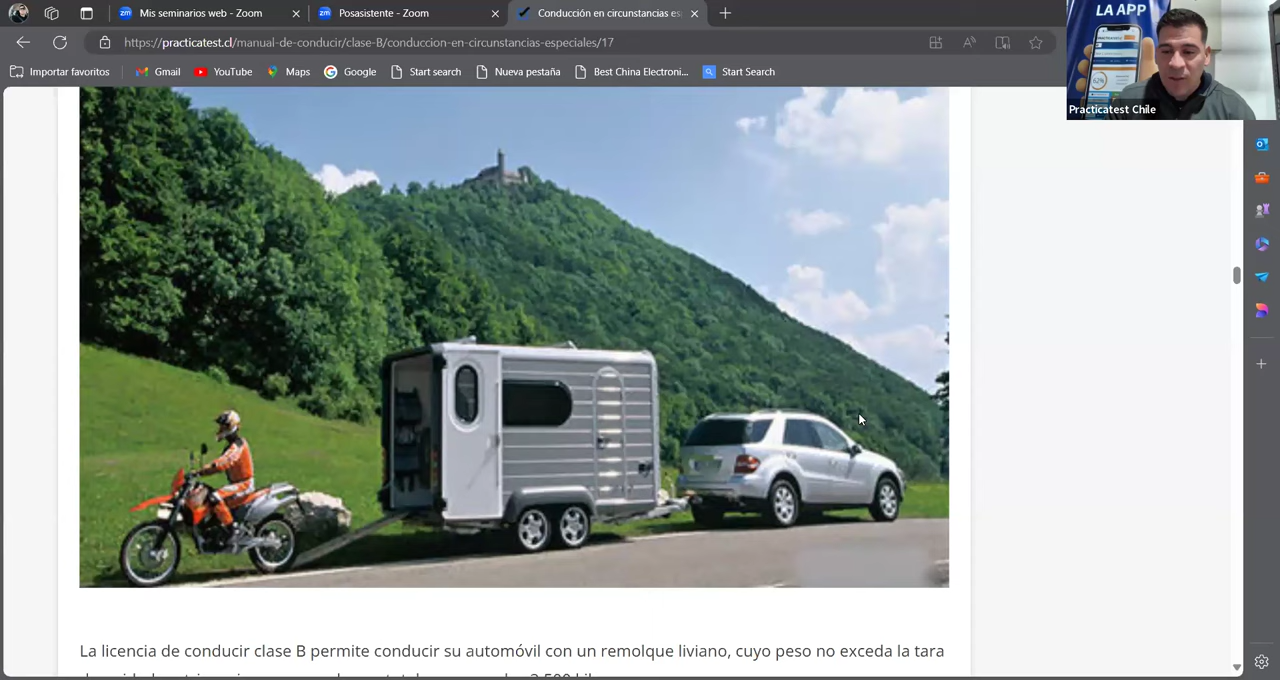 Mis seminarios web - Zoom
Posasistente - Zoom
Conducción en circunstancias es
https://practicatest.cl/manual-de-conducir/clase-B/conduccion-en-circunstancias-especiales/17
Importar favoritos
Gmail
YouTube
Maps
Google
Start search
Nueva pestaña
Best China Electroni...
Start Search
LA APP
Practicatest Chile
La licencia de conducir clase B permite conducir su automóvil con un remolque liviano, cuyo peso no exceda la tara